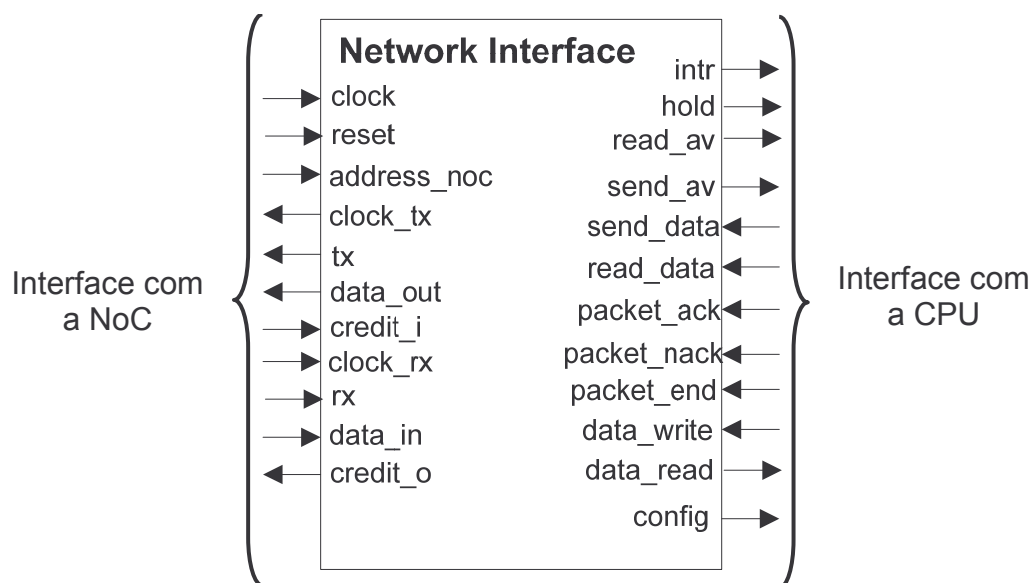 Network Interface
Interface com
a NoC
clock
reset
address_noc
clock_tx
tx
data_out
credit_i
clock_rx
rx
data_in
credit_o
intr
hold
read_av
send_av
send_data
read_data
packet_ack
packet_nack
packet_end
data_write
data_read
config
Interface com
a CPU